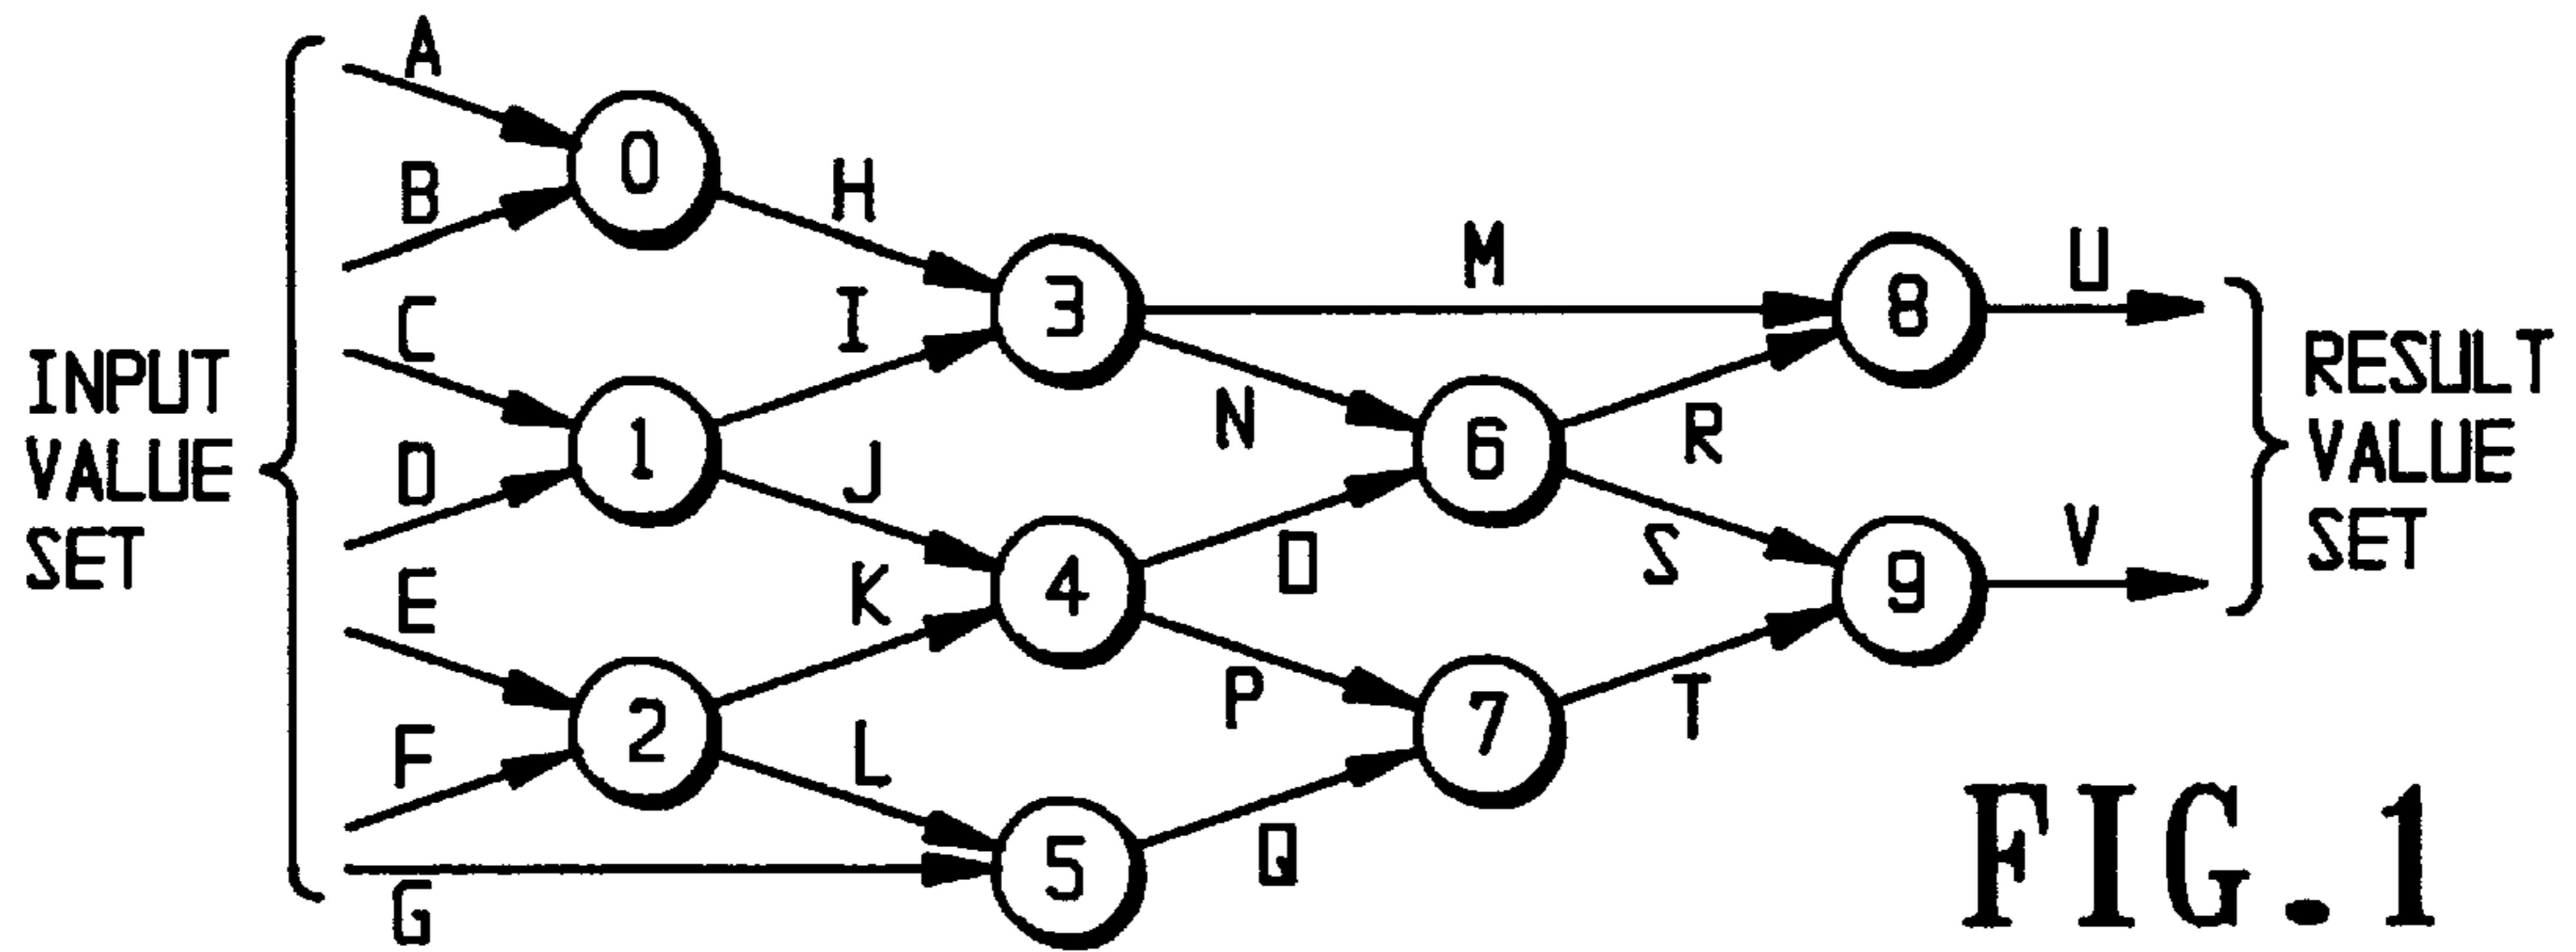 INPUT
VALUE
SET
A
B
C
D
E
F
G
0
1
2
H
I
J
K
L
3
4
5
M
N
O
P
Q
6
7
R
S
T
8
9
U
V
RESULT
VALUE
SET
FIG.1